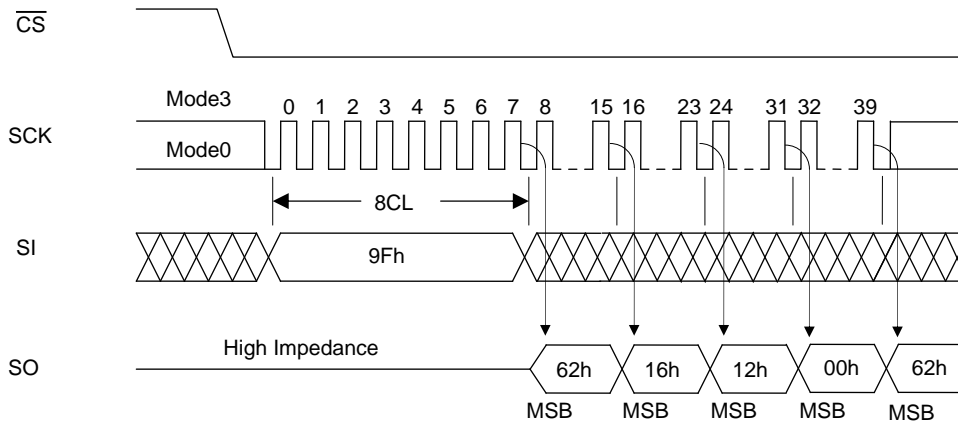 CS
Mode3
0 1 2 3 4 5 6 7 8 15 16 23 24 31 32 39
SCK
Mode0
8CL
SI
9Fh
High Impedance
SO
62h 16h 12h 00h 62h
MSB MSB MSB MSB MSB